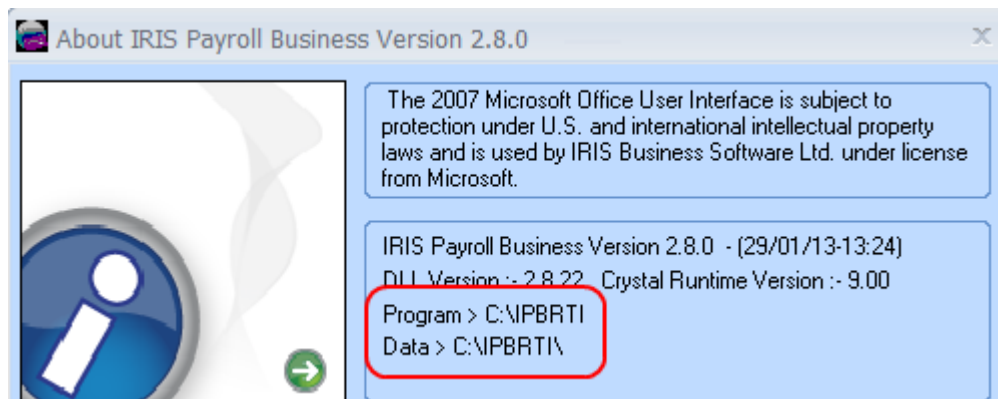 About IRIS Payroll Business Version 2.8.0
The 2007 Microsoft Office User Interface is subject to
protection under U.S. and international intellectual property
laws and is used by IRIS Business Software Ltd. under license
from Microsoft.
IRIS Payroll Business Version 2.8.0 - (29/01/13-13:24)
DLL Version :- 2.8.22 Crystal Runtime Version :- 9.00
Program > C:\IPBRTI
Data > C:\IPBRTI\